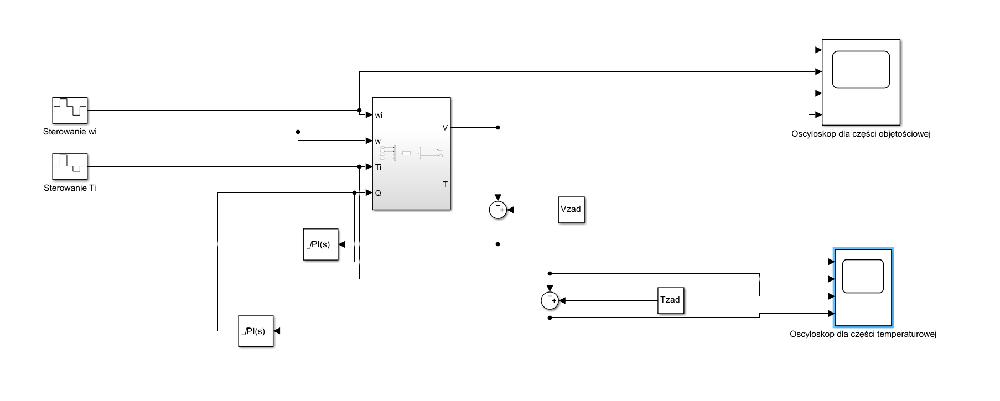 Sterowanie wi
Sterowanie Ti
wi
w
Ti
Q
V
T
Oscyloskop dla części objętościowej
−
+
Vzad
PI(s)
−
+
Tzad
PI(s)
Oscyloskop dla części temperaturowej